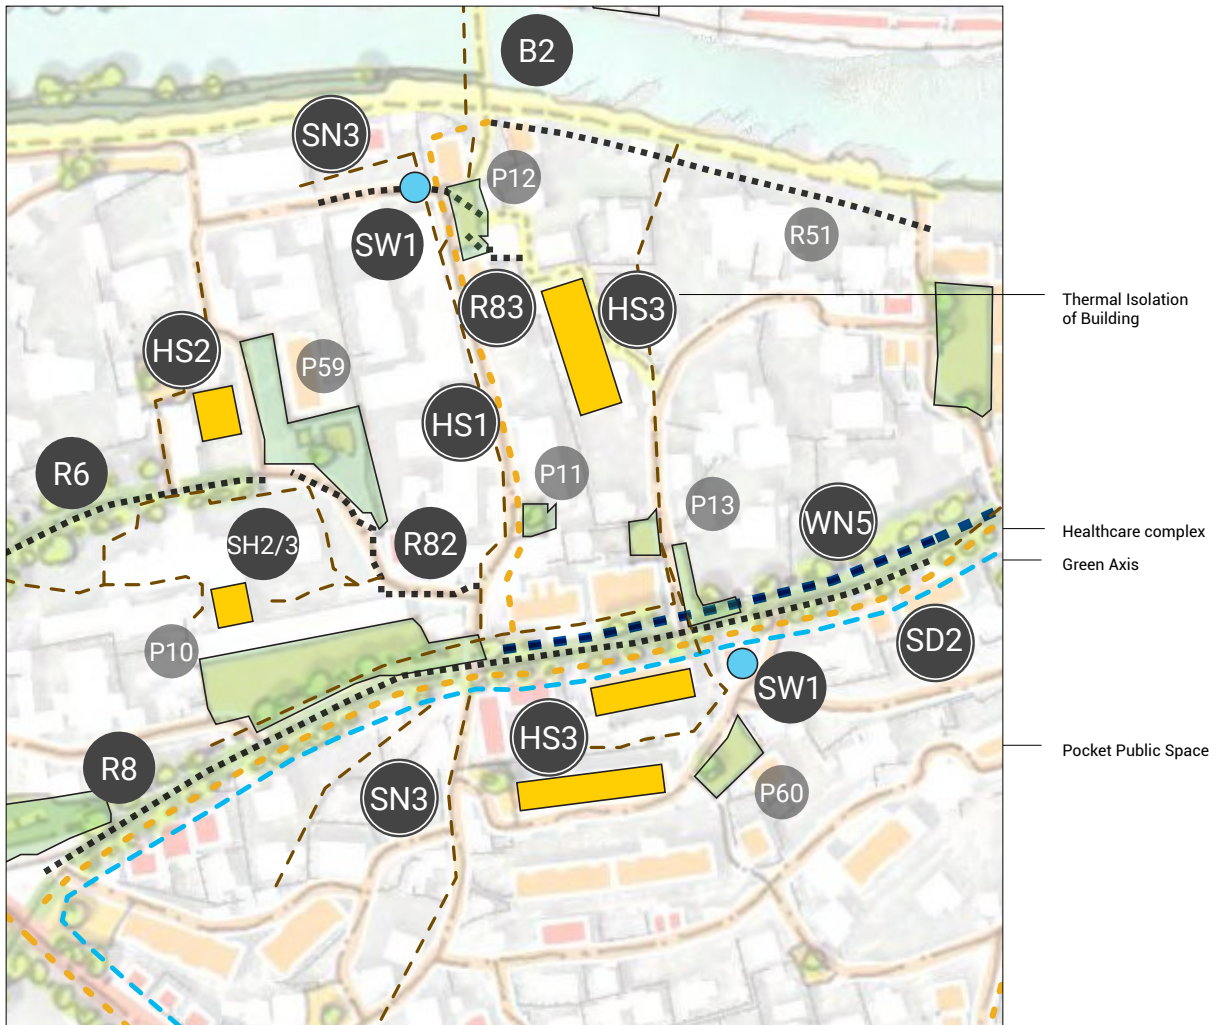 B2
SN3
P12
SW1
R51
R83
HS3
Thermal Isolation
of Building
HS2
P59
HS1
R6
P11
P13
WN5
SH2/3
R82
Healthcare complex
Green Axis
P10
SD2
SW1
HS3
Pocket Public Space
R8
SN3
P60